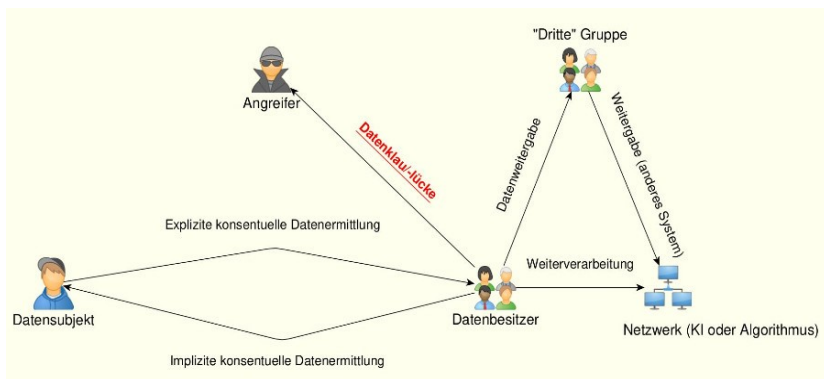 "Dritte" Gruppe
Angreifer
Datenklau/-lücke
Datenweitergabe
Weitergabe (anderes System)
Explizite konsentuelle Datenermittlung
Weiterverarbeitung
Datensubjekt
Datenbesitzer
Netzwerk (KI oder Algorithmus)
Implizite konsentuelle Datenermittlung